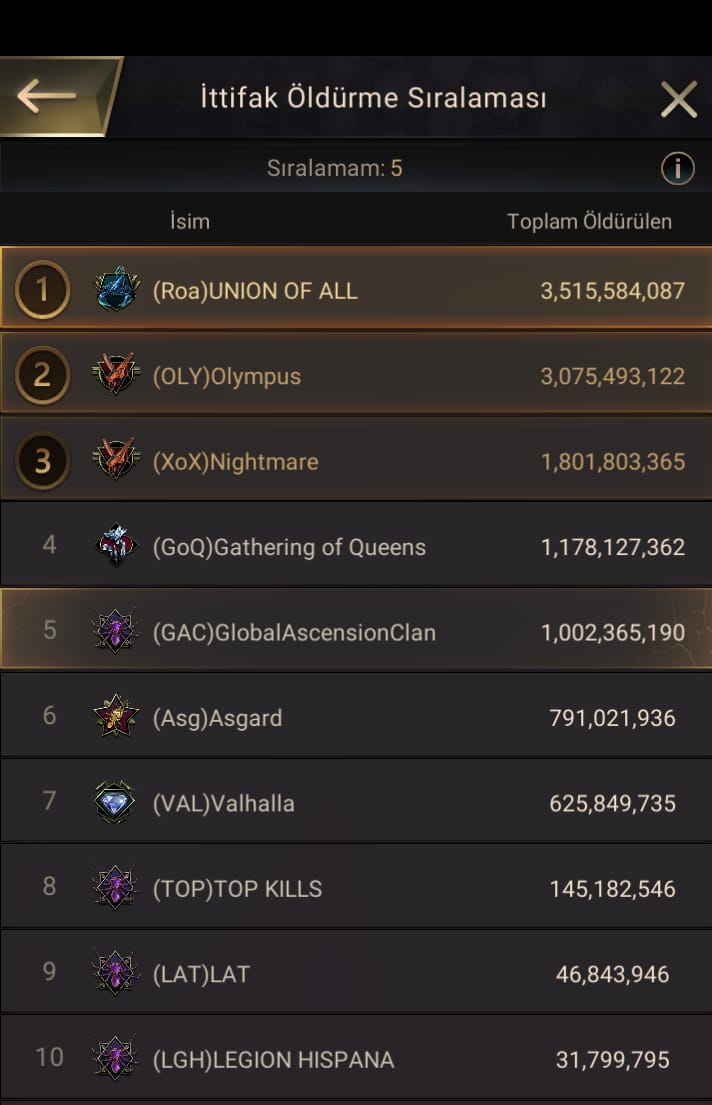 İttifak Öldürme Sıralaması
Sıralamam: 5
İsim Toplam Öldürülen
1 (Roa)UNION OF ALL 3,515,584,087
2 (OLY)Olympus 3,075,493,122
3 (XoX)Nightmare 1,801,803,365
4 (GoQ)Gathering of Queens 1,178,127,362
5 (GAC)GlobalAscensionClan 1,002,365,190
6 (Asg)Asgard 791,021,936
7 (VAL)Valhalla 625,849,735
8 (TOP)TOP KILLS 145,182,546
9 (LAT)LAT 46,843,946
10 (LGH)LEGION HISPANA 31,799,795